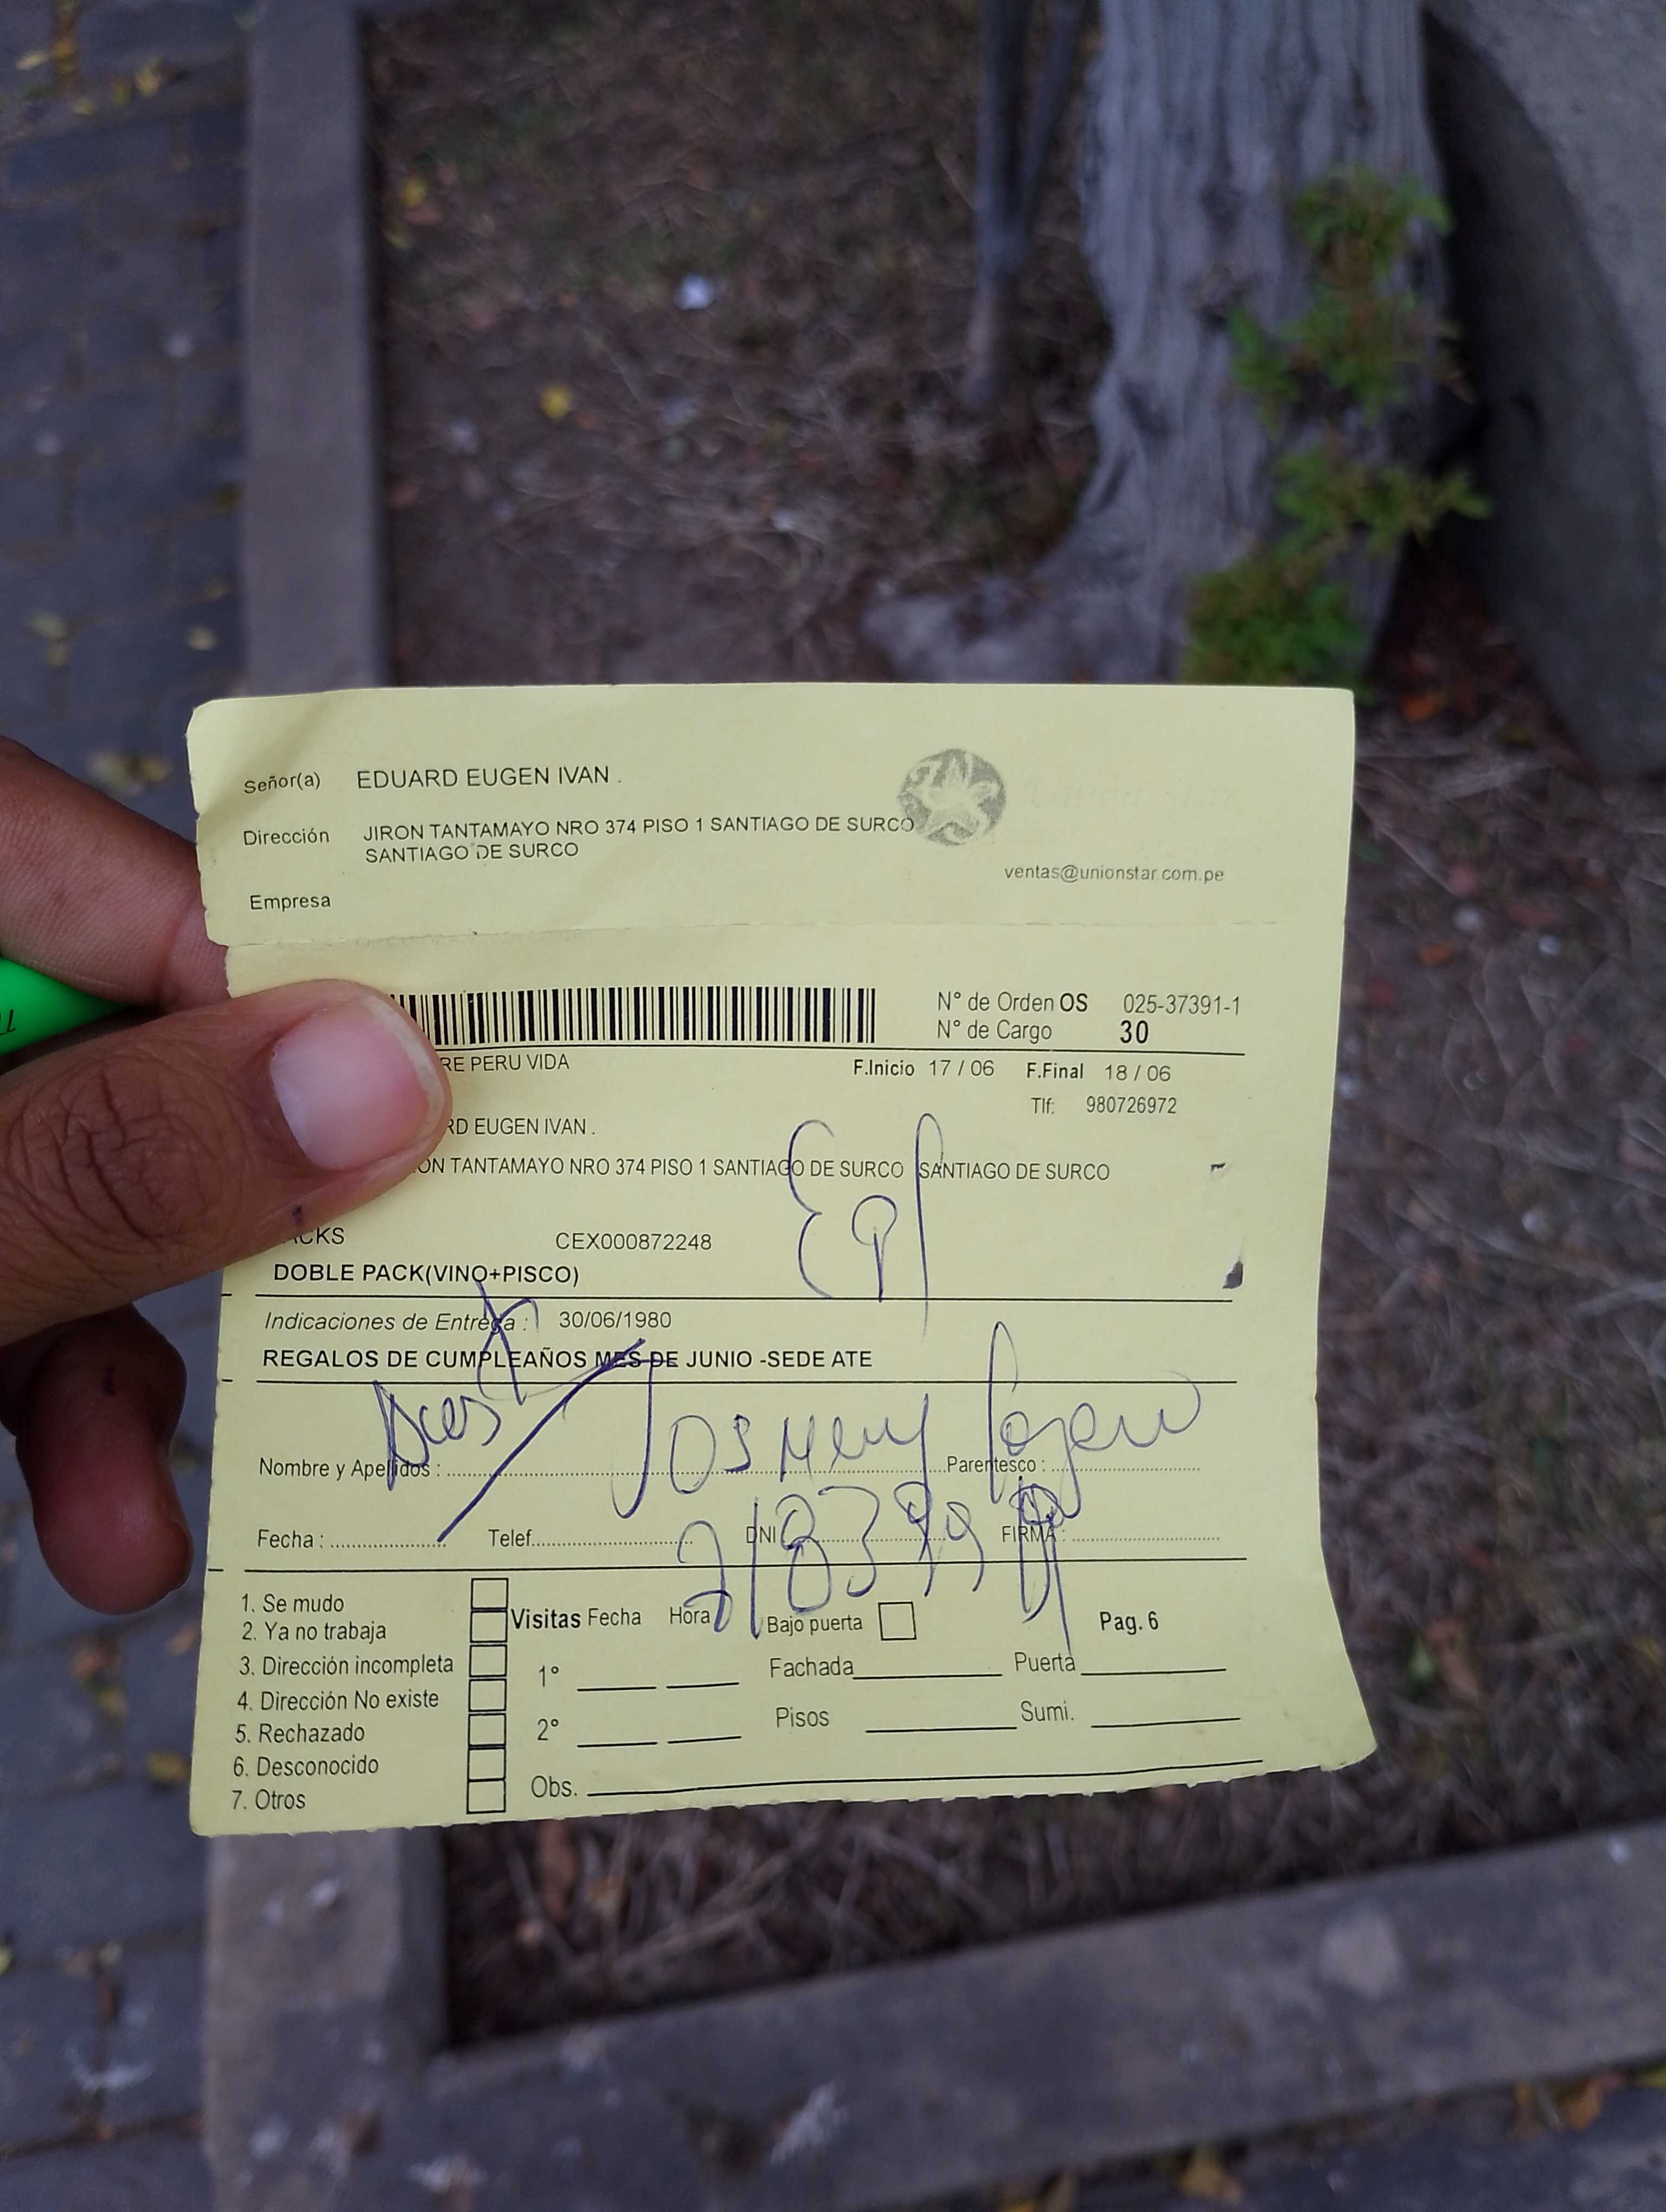 Señor(a) EDUARD EUGEN IVAN .
Dirección JIRON TANTAMAYO NRO 374 PISO 1 SANTIAGO DE SURCO
SANTIAGO DE SURCO
ventas@unionstar.com.pe
Empresa
N° de Orden OS 025-37391-1
N° de Cargo 30
RE PERU VIDA F.Inicio 17 / 06 F.Final 18 / 06
Tlf: 980726972
RD EUGEN IVAN .
ON TANTAMAYO NRO 374 PISO 1 SANTIAGO DE SURCO SANTIAGO DE SURCO
ACKS CEX000872248
DOBLE PACK(VINO+PISCO)
Indicaciones de Entrega : 30/06/1980
REGALOS DE CUMPLEAÑOS MES DE JUNIO -SEDE ATE
Nombre y Apellidos : Parentesco :
Fecha : Telef. DNI FIRMA :
1. Se mudo
2. Ya no trabaja
3. Dirección incompleta
4. Dirección No existe
5. Rechazado
6. Desconocido
7. Otros
Visitas Fecha Hora Bajo puerta Pag. 6
1° Fachada Puerta
2° Pisos Sumi.
Obs.